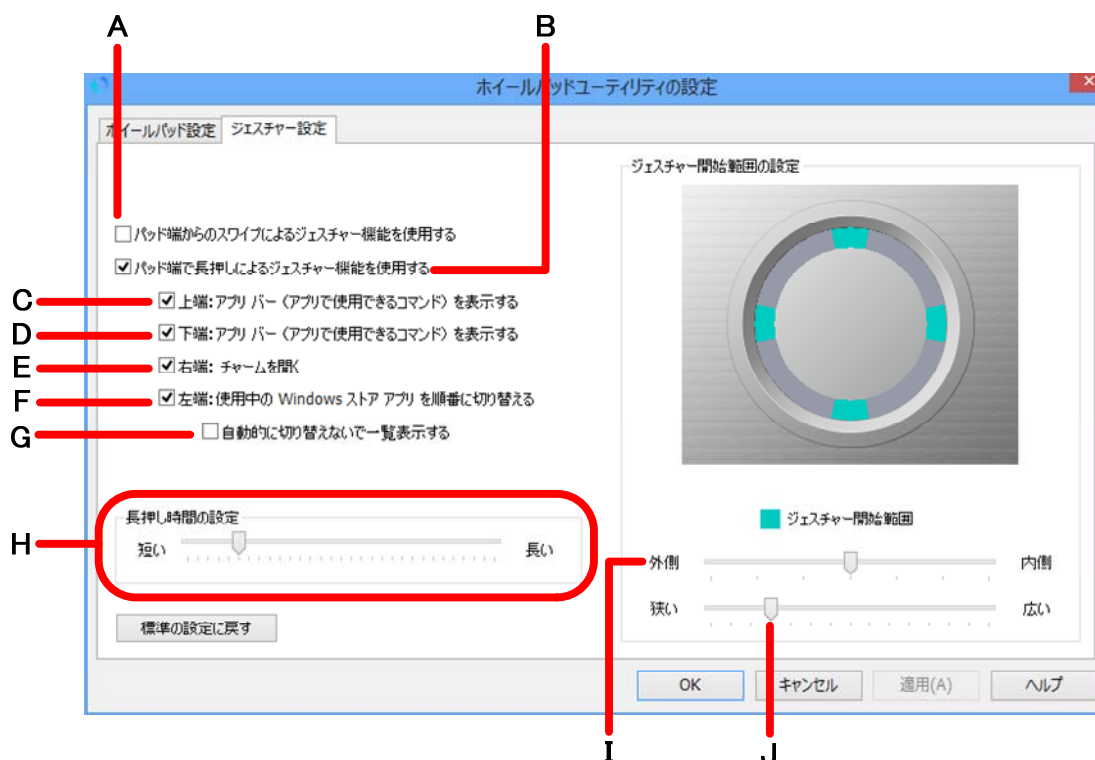 A
B
ホイールパッドユーティリティの設定
ホイールパッド設定
ジェスチャー設定
パッド端からのスワイプによるジェスチャー機能を使用する
パッド端で長押しによるジェスチャー機能を使用する
C
上端:アプリ バー (アプリで使用できるコマンド) を表示する
D
下端:アプリ バー (アプリで使用できるコマンド) を表示する
E
右端: チャームを開く
F
左端:使用中の Windows ストア アプリ を順番に切り替える
G
自動的に切り替えないで一覧表示する
H
長押し時間の設定
短い
長い
標準の設定に戻す
ジェスチャー開始範囲の設定
ジェスチャー開始範囲
外側
内側
狭い
広い
OK
キャンセル
適用(A)
ヘルプ
I
J